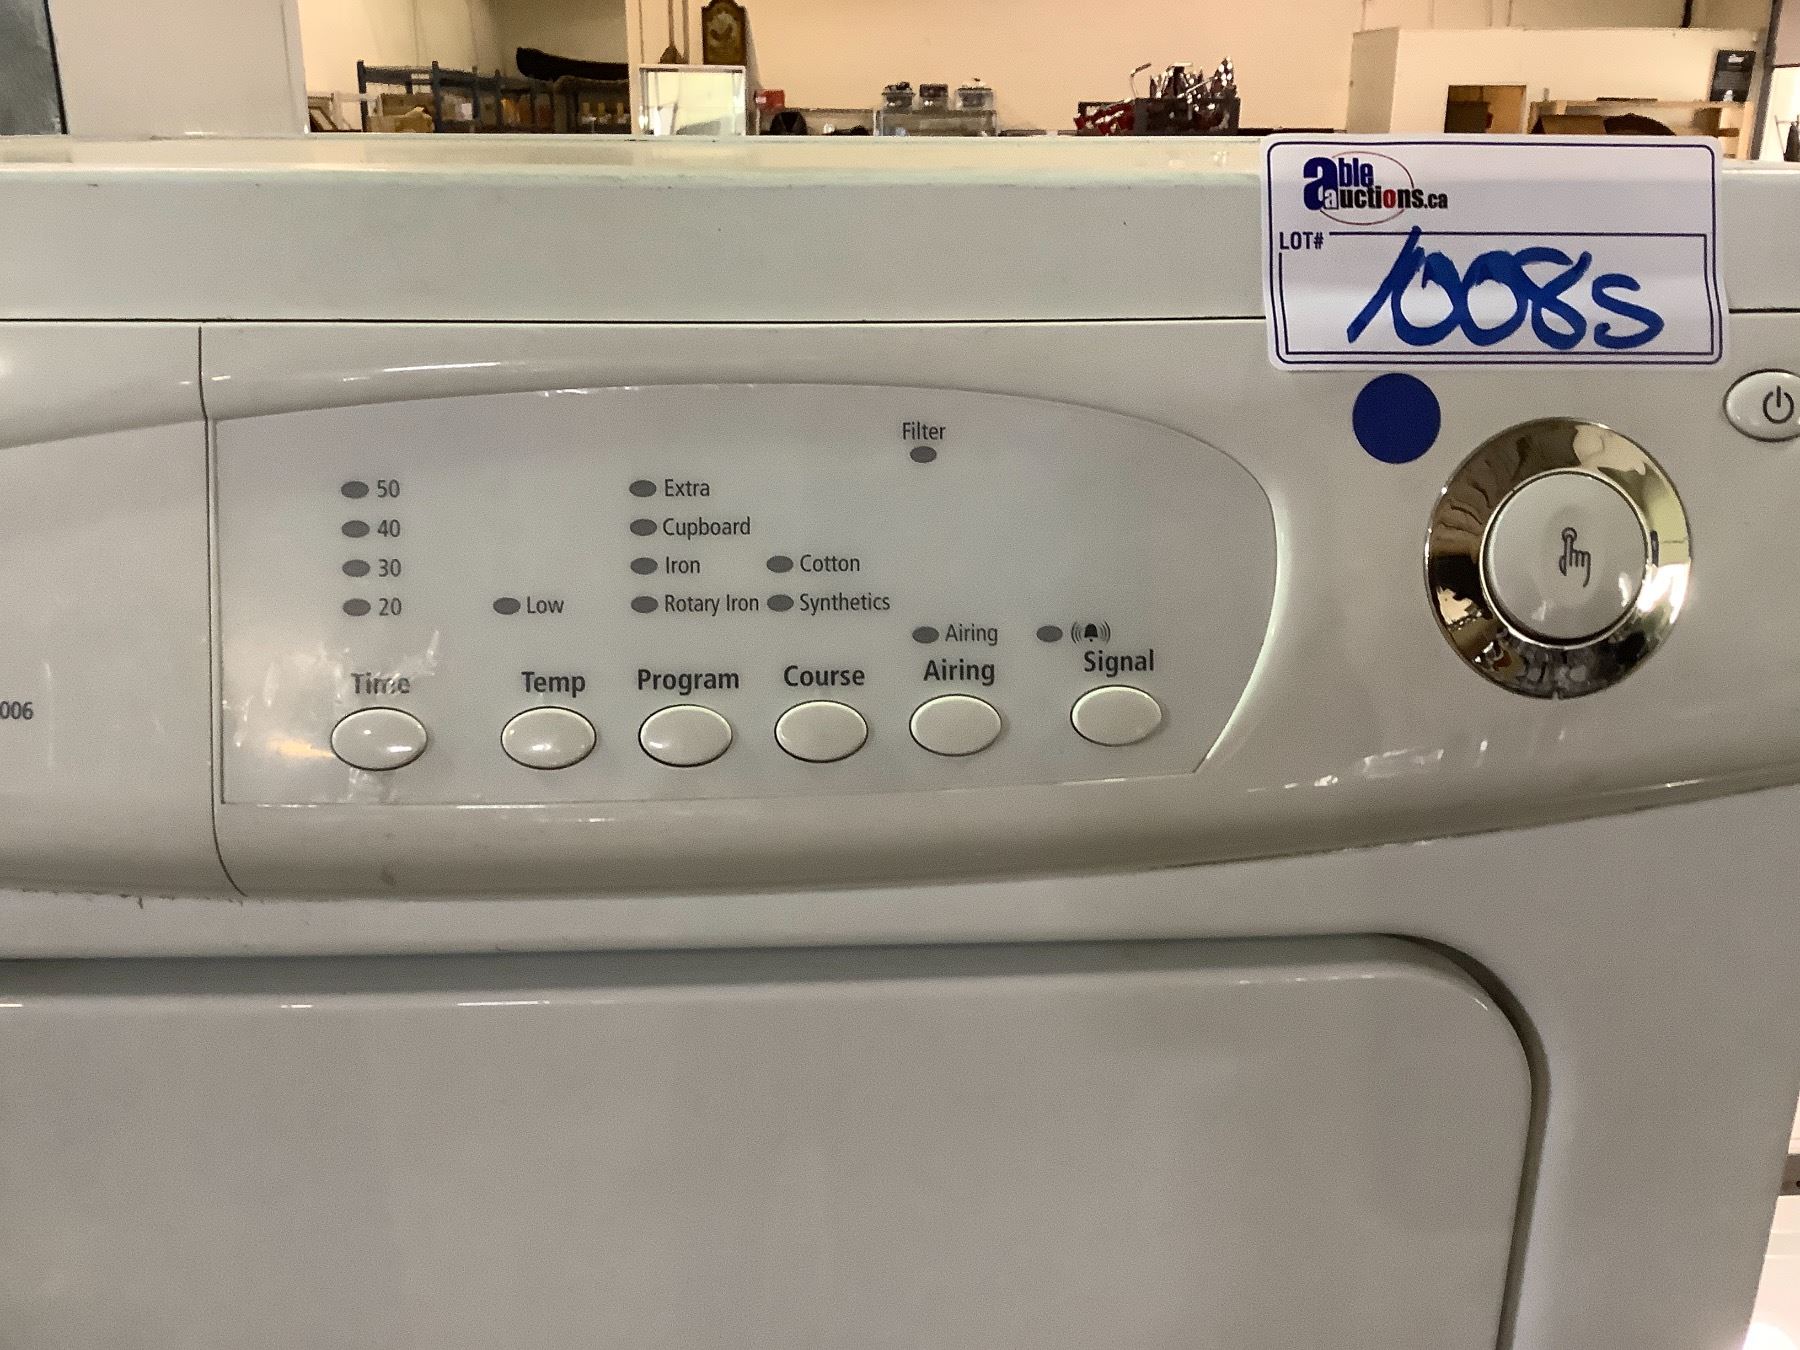 able
auctions.ca
LOT#
1008S
Filter
50
Extra
40
Cupboard
30
Iron
Cotton
20
Low
Rotary Iron
Synthetics
Airing
Time
Temp
Program
Course
Airing
Signal
006